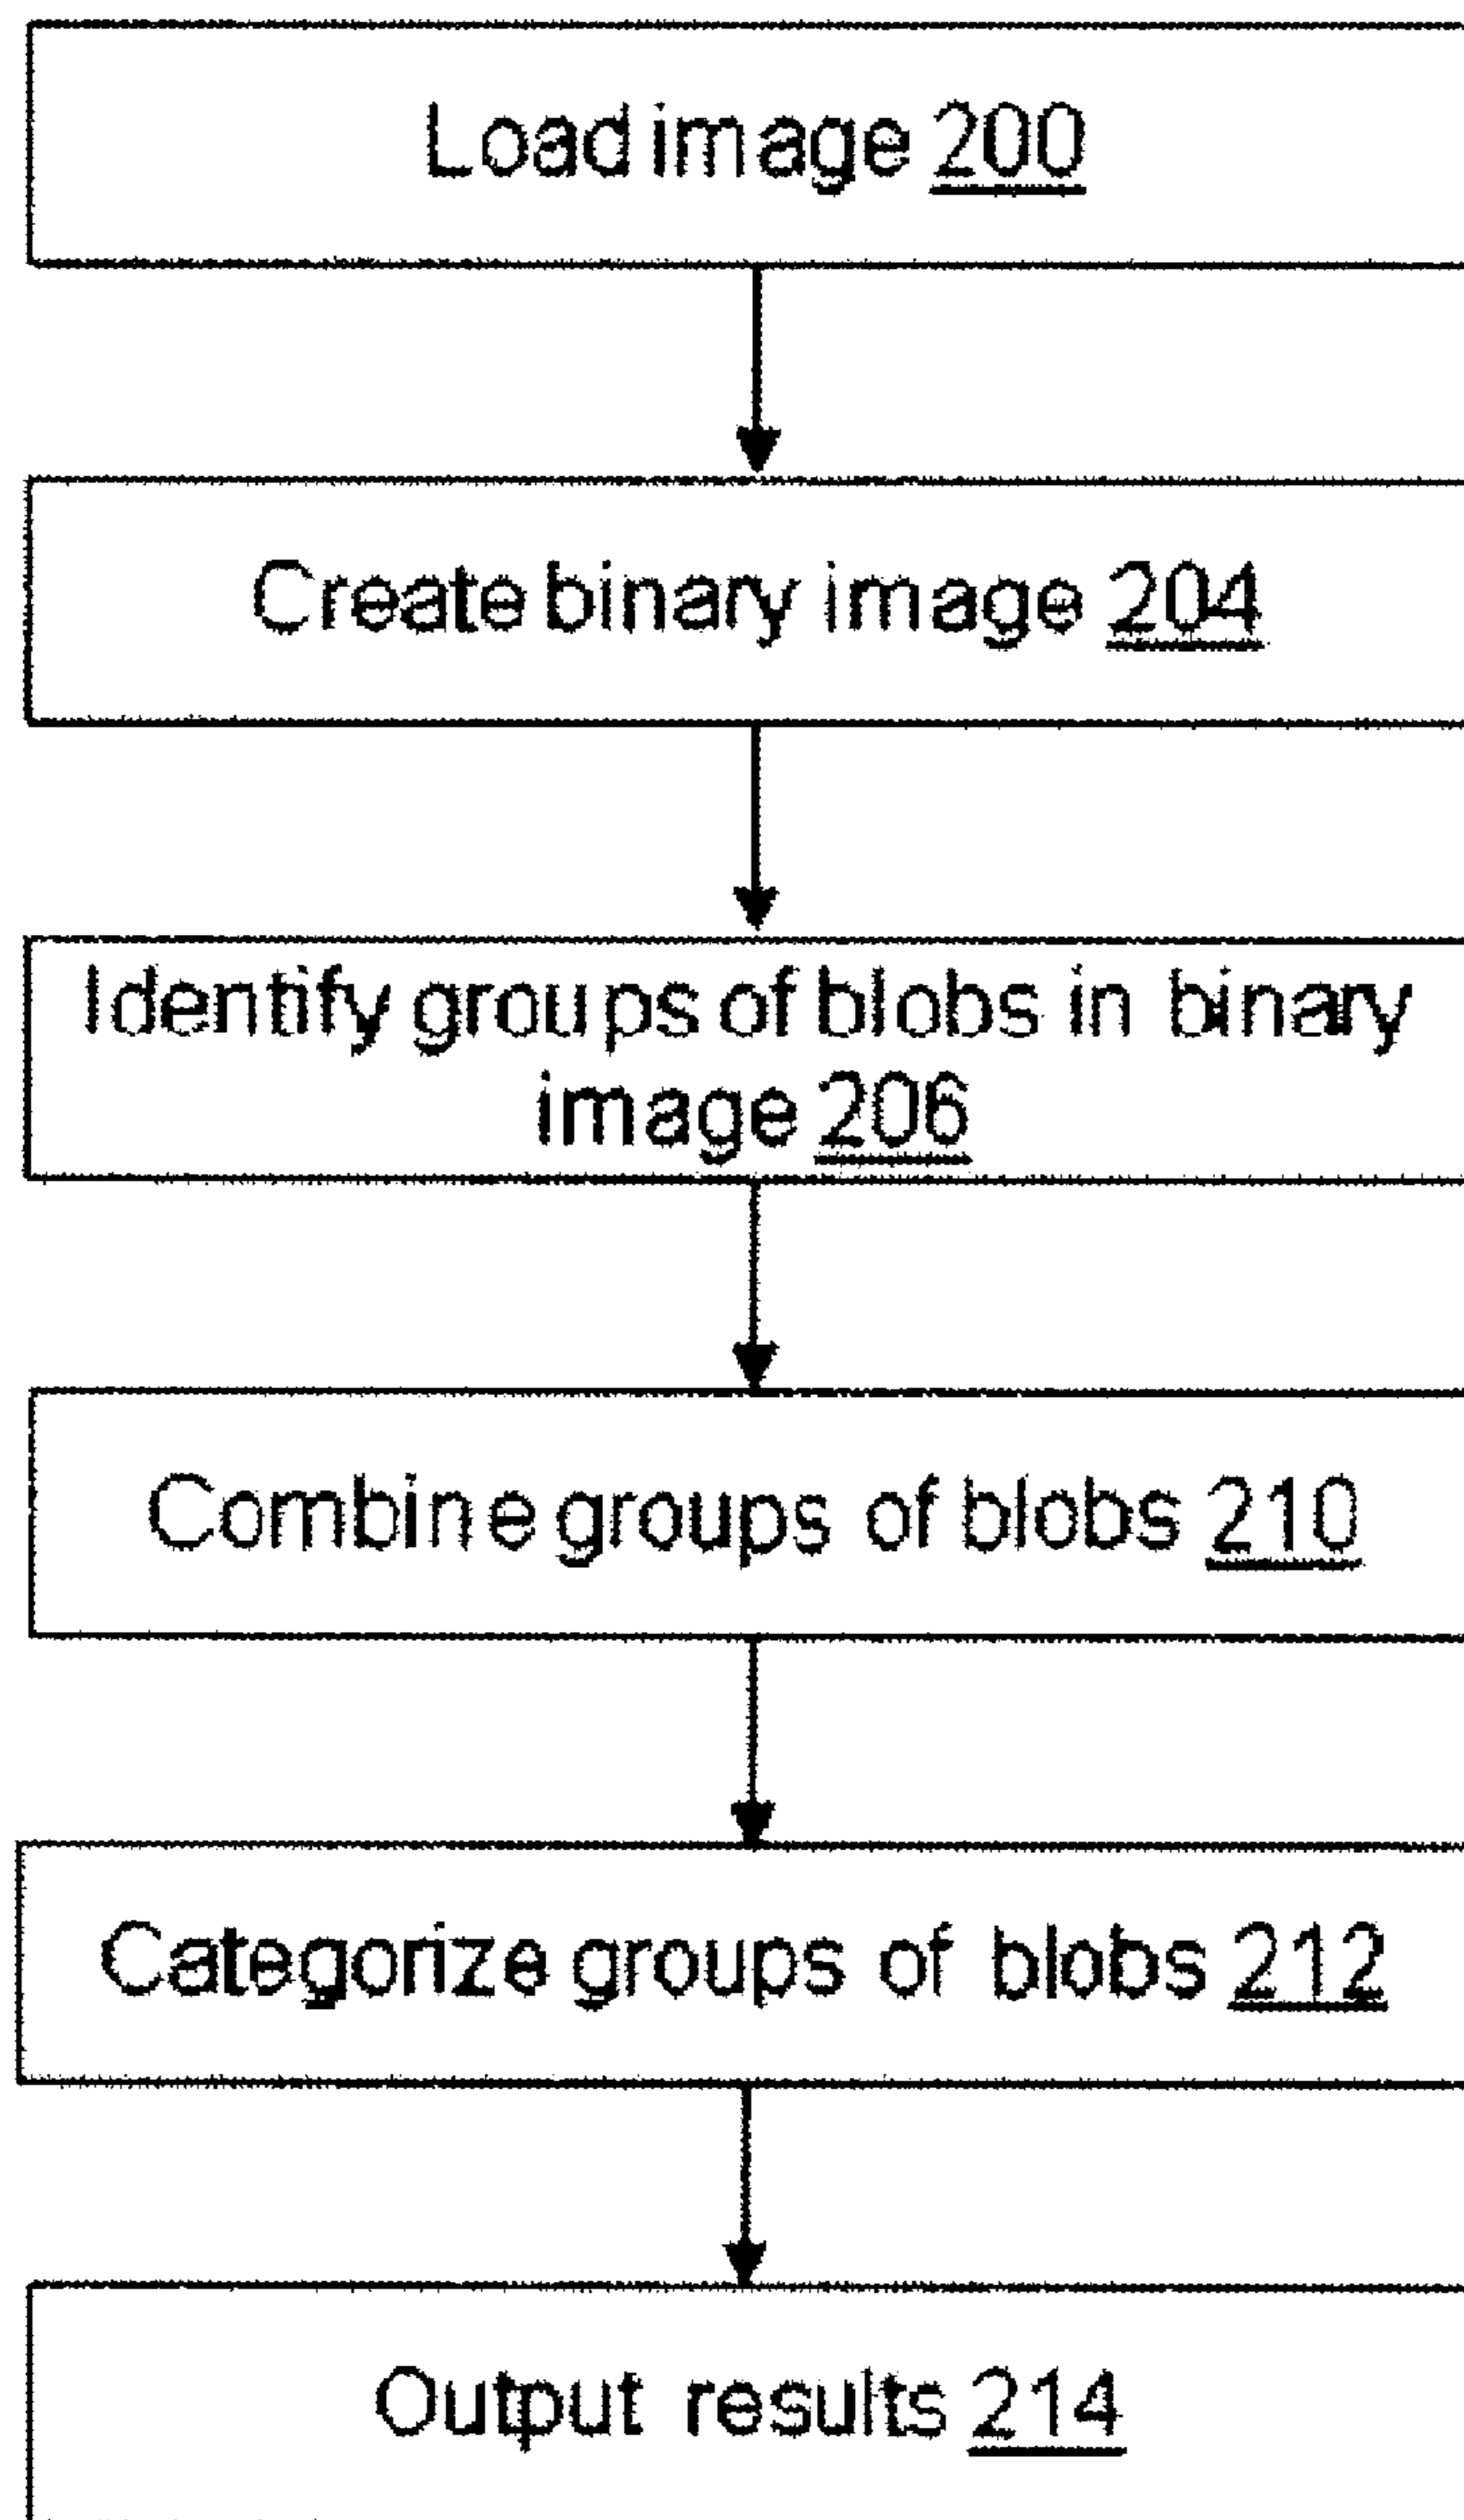 Load image 200
Create binary image 204
Identify groups of blobs in binary
image 206
Combine groups of blobs 210
Categorize groups of blobs 212
Output results 214